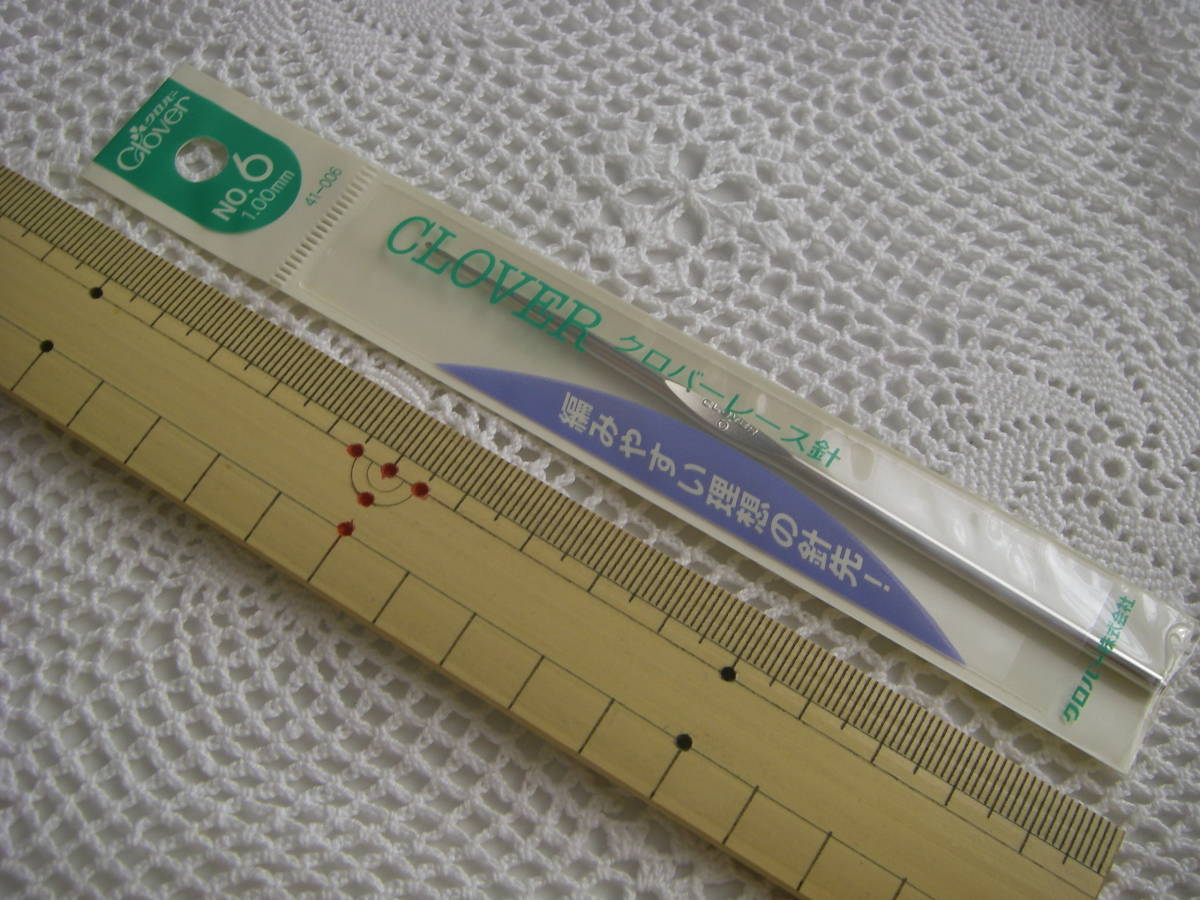 クロバー
Clover
NO.6
1.00mm
41-006
CLOVER クロバーレース針
CLOVER
6
編みやすい理想の針先!
クロバー株式会社